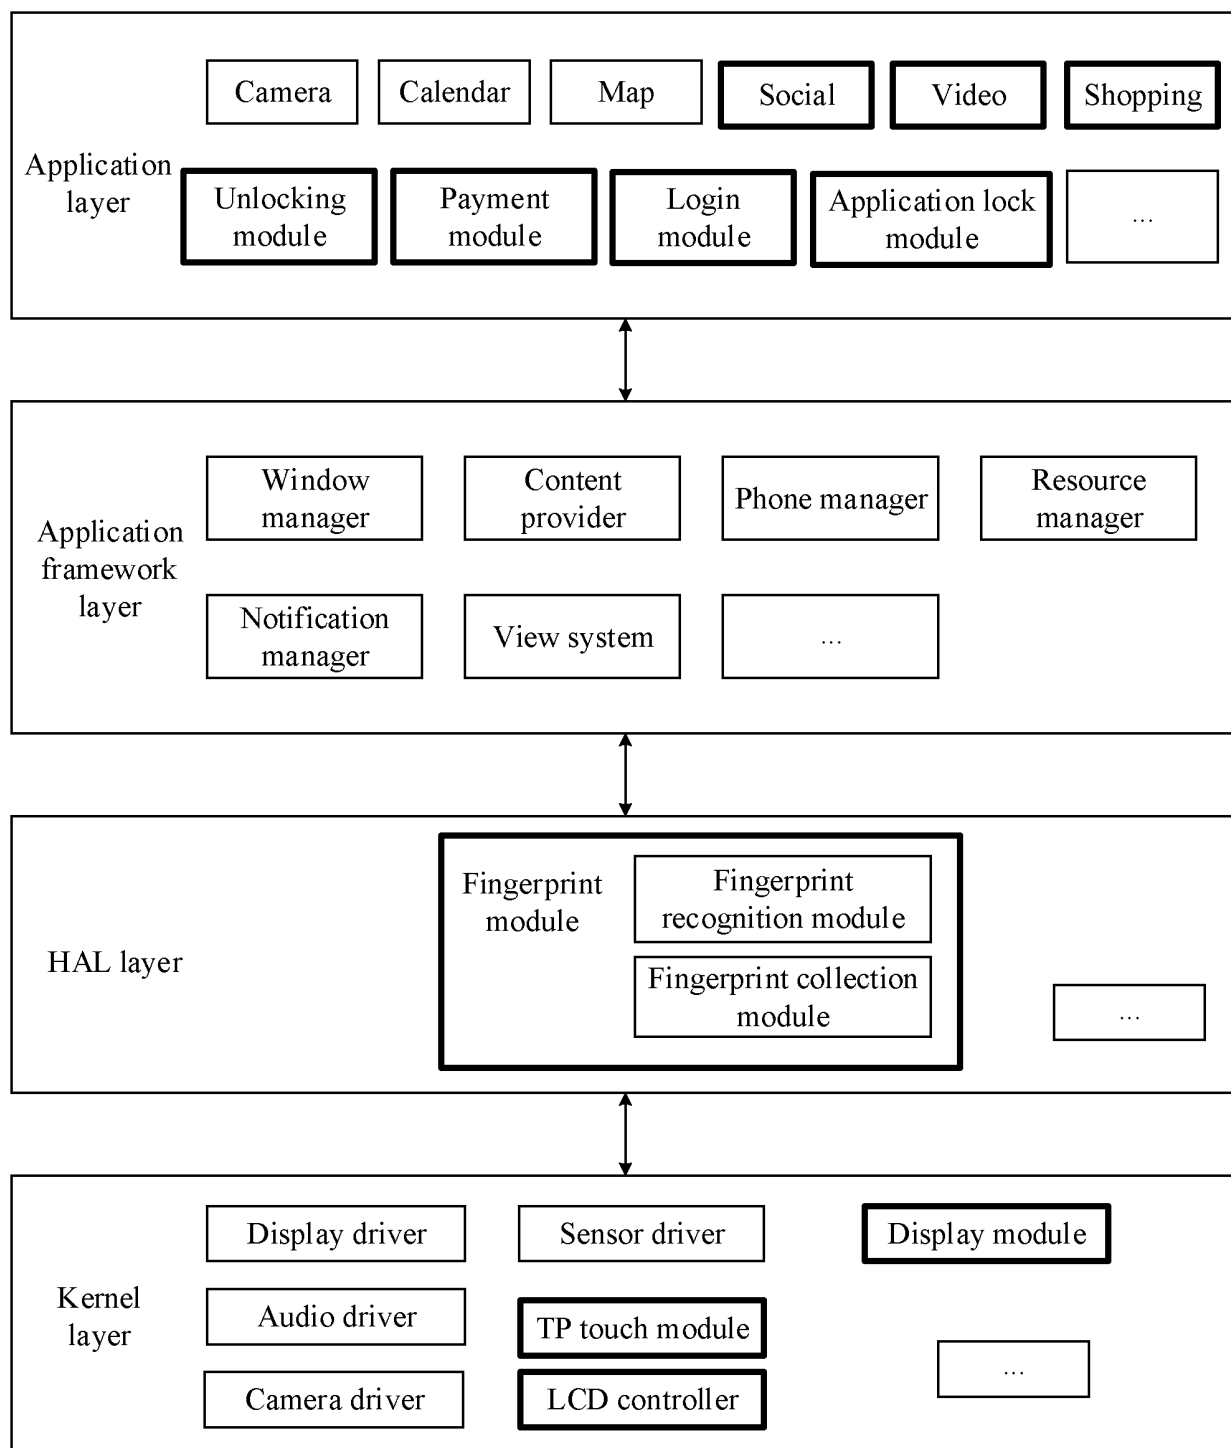 Camera
Calendar
Map
Social
Video
Shopping
Application
layer
Unlocking
module
Payment
module
Login
module
Application lock
module
...
Application
framework
layer
Window
manager
Content
provider
Phone manager
Resource
manager
Notification
manager
View system
...
HAL layer
Fingerprint
module
Fingerprint
recognition module
Fingerprint collection
module
...
Kernel
layer
Display driver
Sensor driver
Display module
Audio driver
TP touch module
...
Camera driver
LCD controller